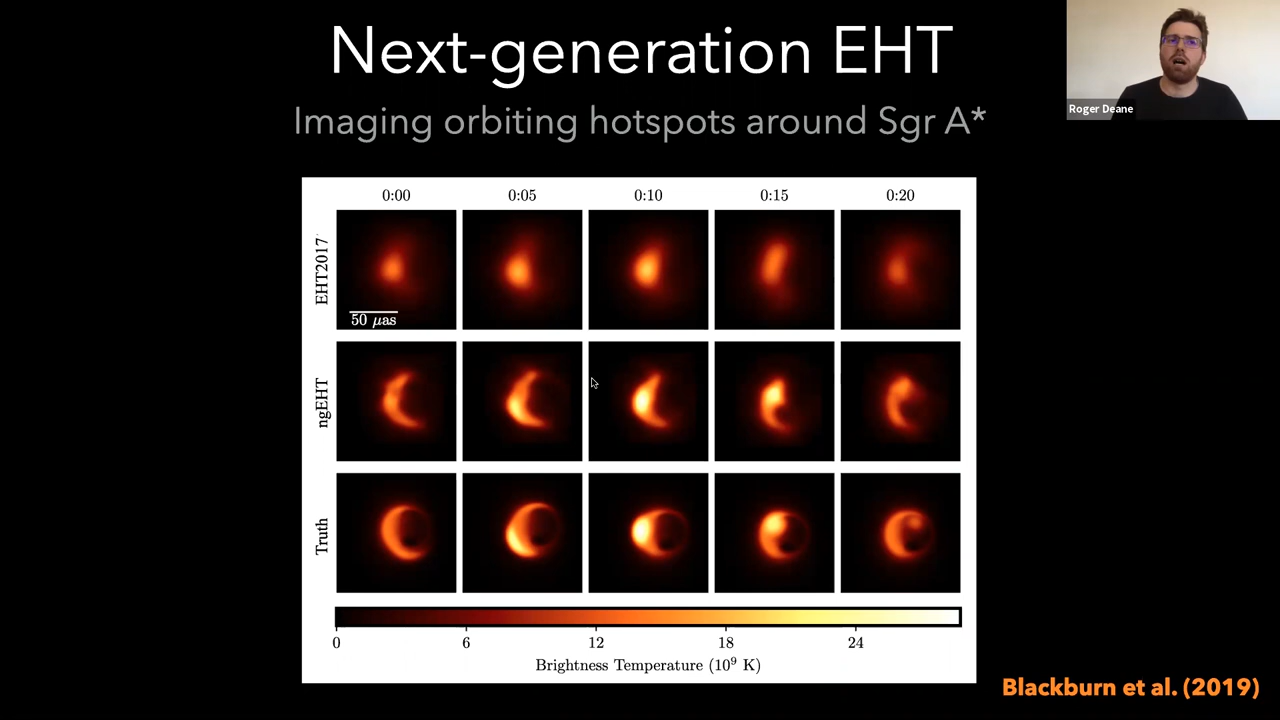 Next-generation EHT
Imaging orbiting hotspots around Sgr A*
Roger Deane
0:00 0:05 0:10 0:15 0:20
EHT2017
50 μas
ngEHT
Truth
0 6 12 18 24
Brightness Temperature (10⁹ K)
Blackburn et al. (2019)